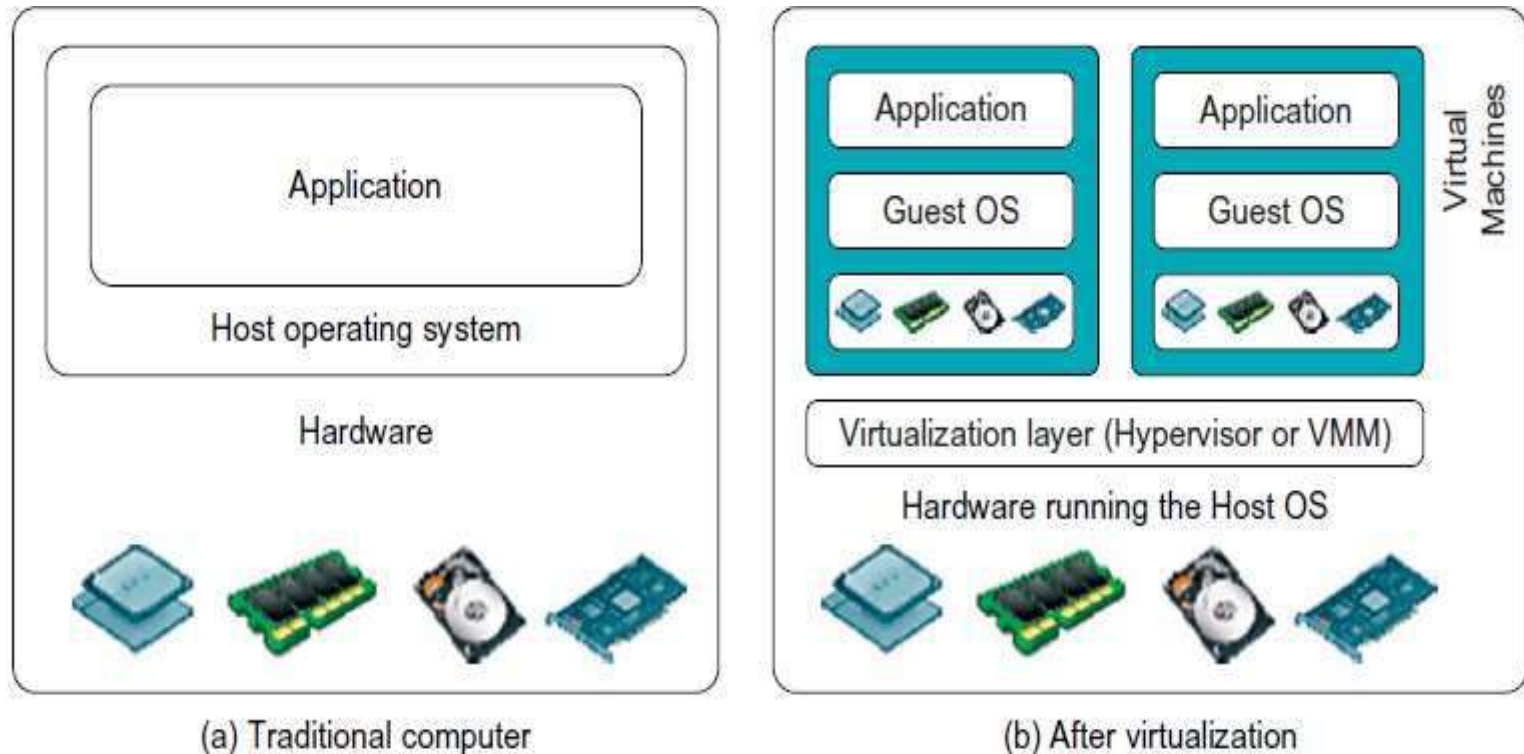 Application
Host operating system
Hardware
(a) Traditional computer
Application
Guest OS
Application
Guest OS
Virtual
Machines
Virtualization layer (Hypervisor or VMM)
Hardware running the Host OS
(b) After virtualization